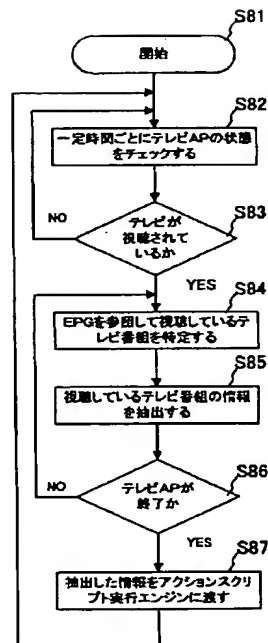 S81
開始
S82
一定時間ごとにテレビAPの状態
をチェックする
S83
テレビが
視聴されて
いるか
NO
YES
S84
EPGを参照して視聴しているテ
レビ番組を特定する
S85
視聴しているテレビ番組の情報
を抽出する
S86
テレビAPが
終了か
NO
YES
S87
抽出した情報をアクションスクリ
プト実行エンジンに渡す